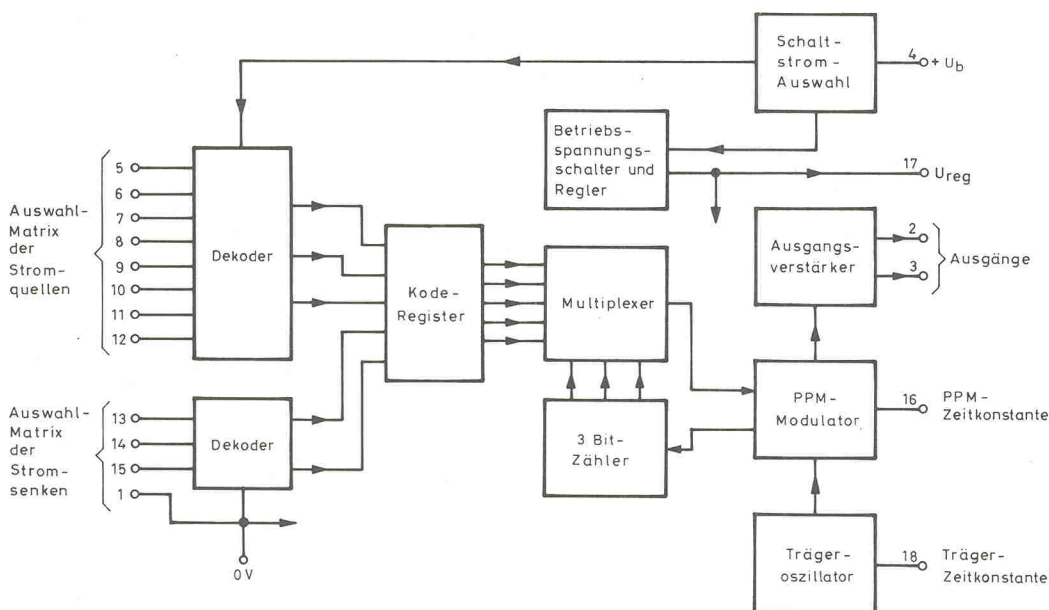 Schalt-
strom-
Auswahl
4
+ Ub
Betriebs-
spannungs-
schalter und
Regler
17
Ureg
Auswahl-
Matrix
der
Strom-
quellen
5
6
7
8
9
10
11
12
Dekoder
Kode-
Register
Multiplexer
Ausgangs-
verstärker
2
3
Ausgänge
Auswahl-
Matrix
der
Strom-
senken
13
14
15
1
Dekoder
0V
3 Bit-
Zähler
PPM-
Modulator
16
PPM-
Zeitkonstante
Träger-
oszillator
18
Träger-
Zeitkonstante